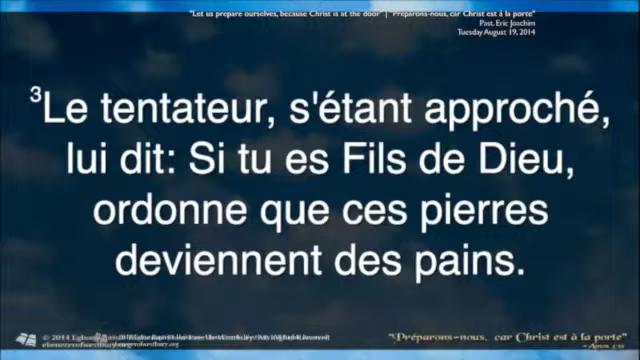 "Let us prepare ourselves, because Christ is at the door" | "Préparons-nous, car Christ est à la porte"
Past. Eric Joachim
Tuesday August 19, 2014
3Le tentateur, s'étant approché,
lui dit: Si tu es Fils de Dieu,
ordonne que ces pierres
deviennent des pains.
© 2014
"Préparons-nous, car Christ est à la porte"